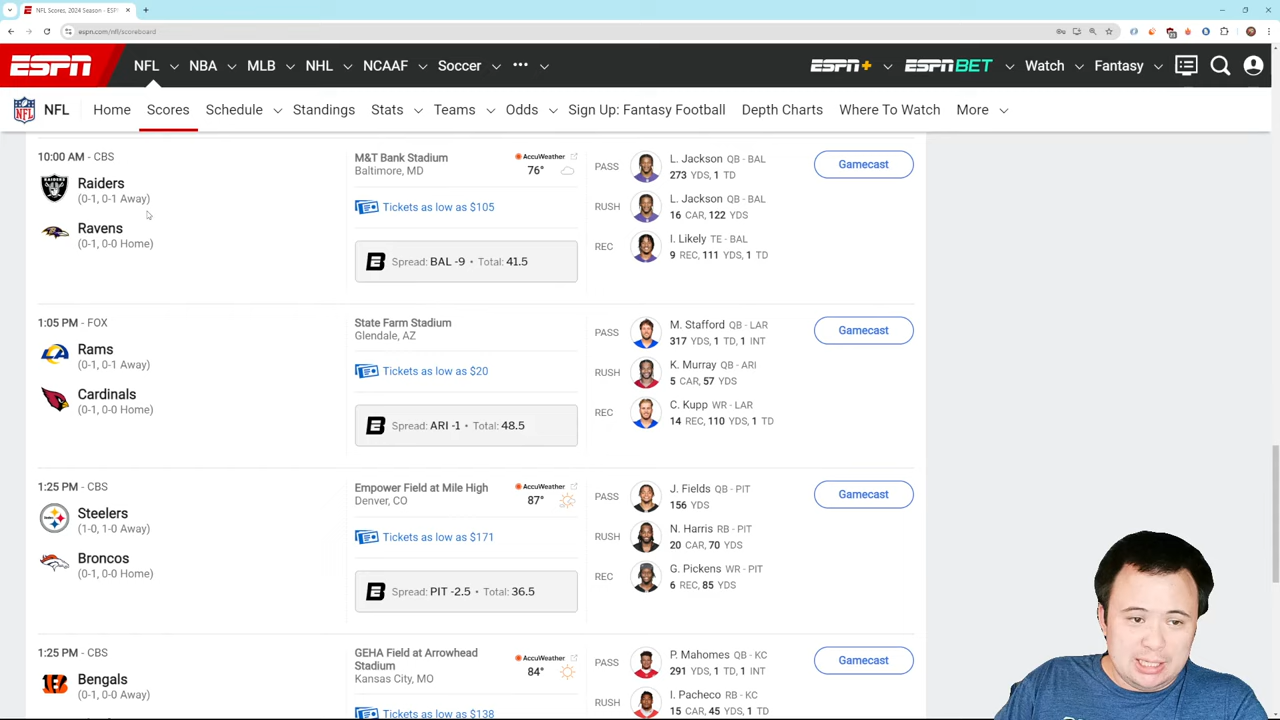 NFL Scores, 2024 Season - ESPN
espn.com/nfl/scoreboard
ESPN NFL NBA MLB NHL NCAAF Soccer ••• ESPN+ ESPN BET Watch Fantasy
NFL Home Scores Schedule Standings Stats Teams Odds Sign Up: Fantasy Football Depth Charts Where To Watch More
10:00 AM - CBS
Raiders
(0-1, 0-1 Away)
Ravens
(0-1, 0-0 Home)
M&T Bank Stadium
Baltimore, MD
AccuWeather
76°
Tickets as low as $105
Spread: BAL -9 • Total: 41.5
PASS L. Jackson QB - BAL
273 YDS, 1 TD
RUSH L. Jackson QB - BAL
16 CAR, 122 YDS
REC I. Likely TE - BAL
9 REC, 111 YDS, 1 TD
Gamecast
1:05 PM - FOX
Rams
(0-1, 0-1 Away)
Cardinals
(0-1, 0-0 Home)
State Farm Stadium
Glendale, AZ
Tickets as low as $20
Spread: ARI -1 • Total: 48.5
PASS M. Stafford QB - LAR
317 YDS, 1 TD, 1 INT
RUSH K. Murray QB - ARI
5 CAR, 57 YDS
REC C. Kupp WR - LAR
14 REC, 110 YDS, 1 TD
Gamecast
1:25 PM - CBS
Steelers
(1-0, 1-0 Away)
Broncos
(0-1, 0-0 Home)
Empower Field at Mile High
Denver, CO
AccuWeather
87°
Tickets as low as $171
Spread: PIT -2.5 • Total: 36.5
PASS J. Fields QB - PIT
156 YDS
RUSH N. Harris RB - PIT
20 CAR, 70 YDS
REC G. Pickens WR - PIT
6 REC, 85 YDS
Gamecast
1:25 PM - CBS
Bengals
(0-1, 0-0 Away)
GEHA Field at Arrowhead
Stadium
Kansas City, MO
AccuWeather
84°
Tickets as low as $138
PASS P. Mahomes QB - KC
291 YDS, 1 TD, 1 INT
RUSH I. Pacheco RB - KC
15 CAR, 45 YDS, 1 TD
Gamecast